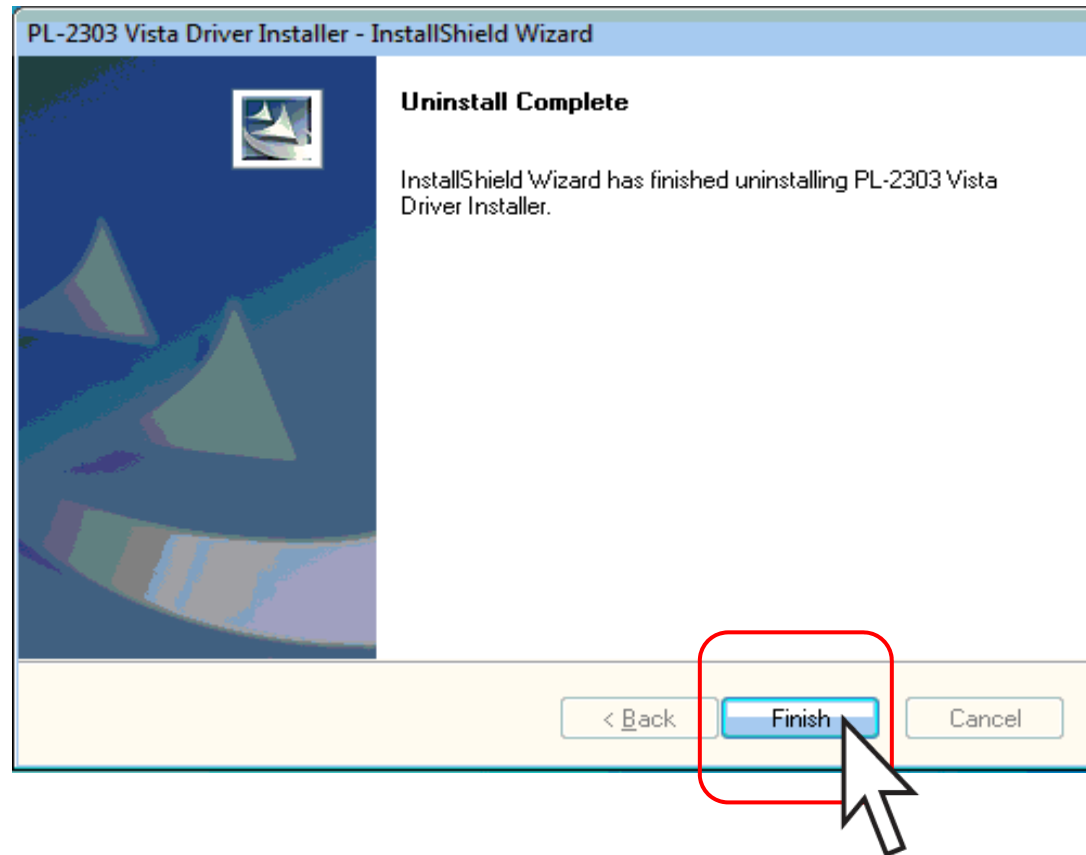 PL-2303 Vista Driver Installer - InstallShield Wizard
Uninstall Complete
InstallShield Wizard has finished uninstalling PL-2303 Vista
Driver Installer.
< Back
Finish
Cancel